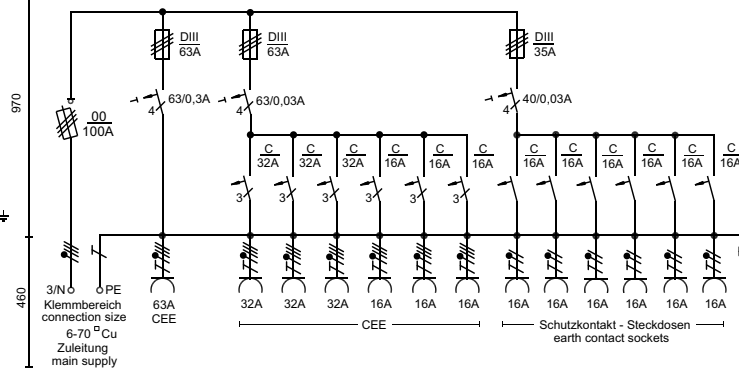 DIII
63A
DIII
63A
DIII
35A
970
00
100A
63/0,3A
4
63/0,03A
4
40/0,03A
4
C
32A
C
32A
C
32A
C
16A
C
16A
C
16A
C
16A
C
16A
C
16A
C
16A
C
16A
C
16A
3
3
3
3
3
3
460
3/N
PE
Klemmbereich
connection size
6-70 □ Cu
Zuleitung
main supply
63A
CEE
32A
32A
32A
16A
16A
16A
16A
16A
16A
16A
16A
16A
CEE
Schutzkontakt - Steckdosen
earth contact sockets